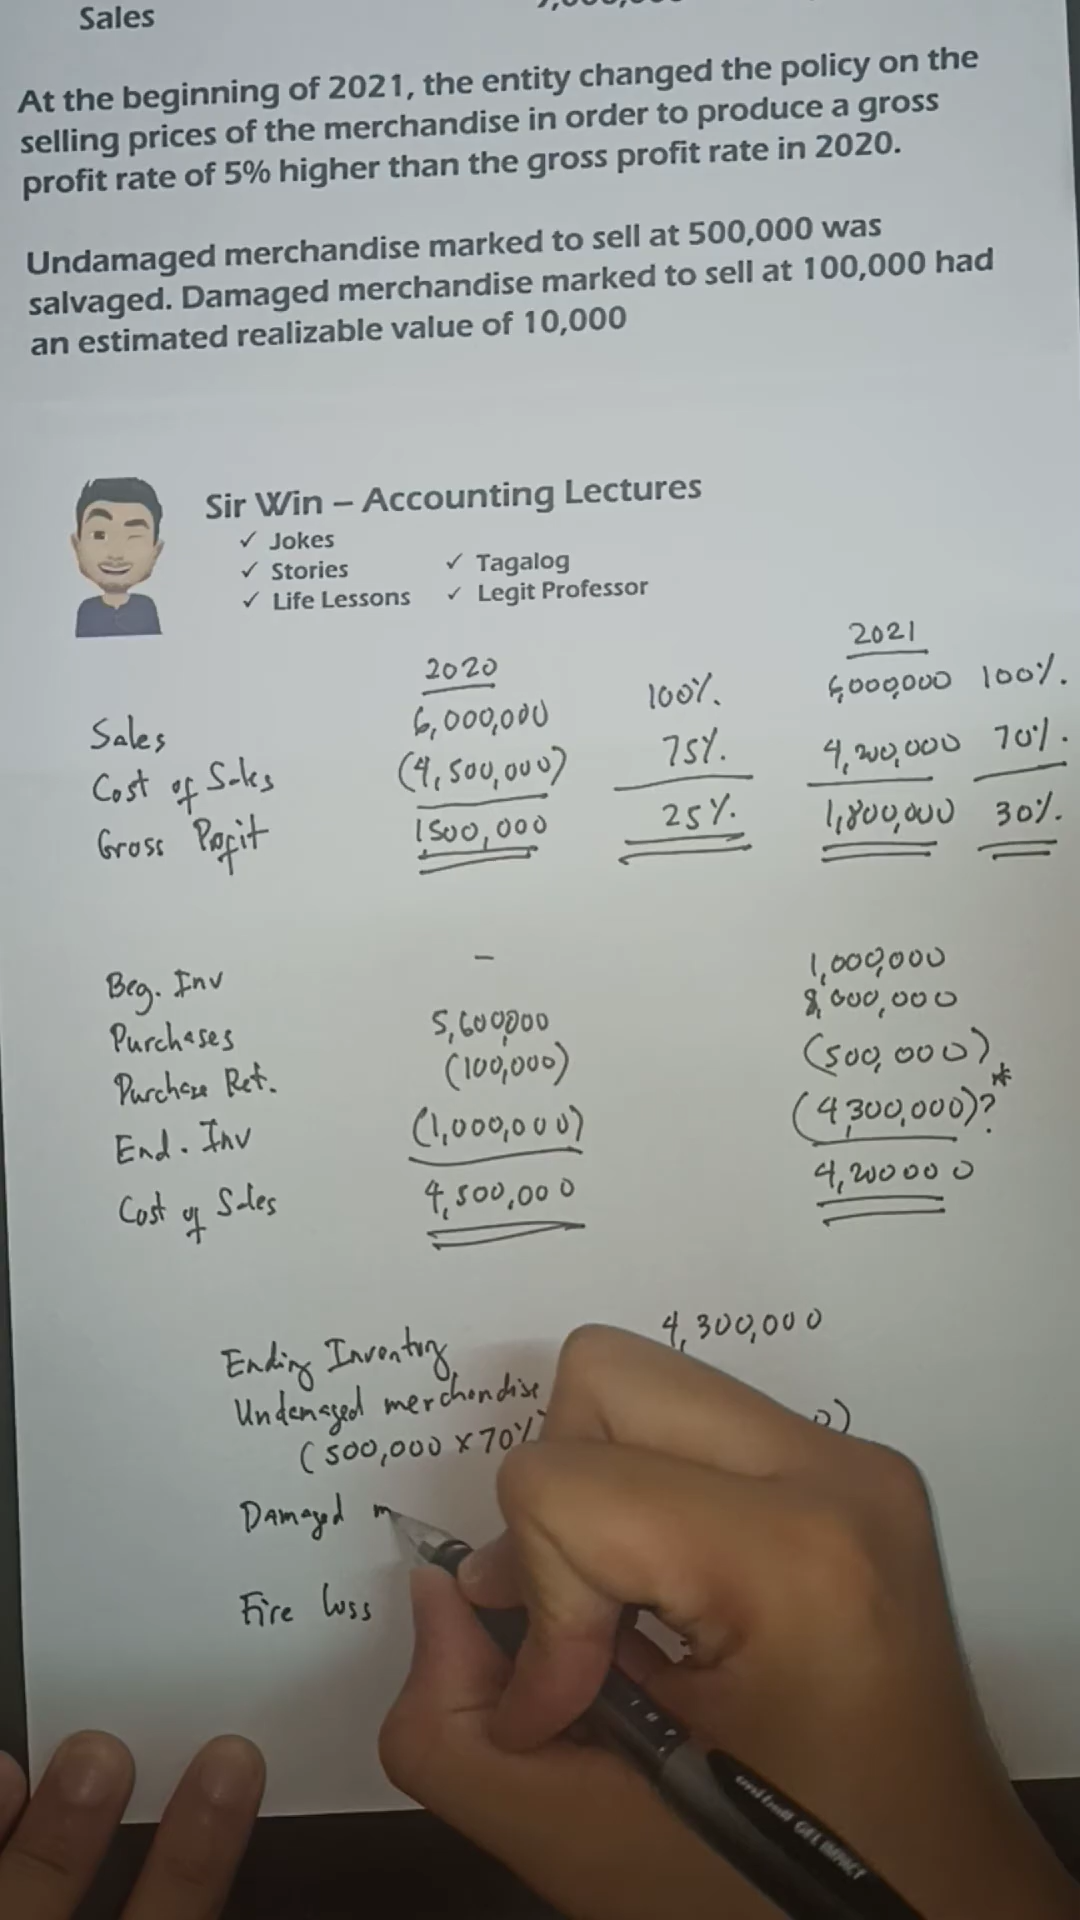 Sales
At the beginning of 2021, the entity changed the policy on the
selling prices of the merchandise in order to produce a gross
profit rate of 5% higher than the gross profit rate in 2020.
Undamaged merchandise marked to sell at 500,000 was
salvaged. Damaged merchandise marked to sell at 100,000 had
an estimated realizable value of 10,000
Sir Win – Accounting Lectures
✓ Jokes
✓ Stories ✓ Tagalog
✓ Life Lessons ✓ Legit Professor
2020 2021
Sales 6,000,000 100% 6,000,000 100%.
Cost of Sales (4,500,000) 75%. 4,200,000 70%.
Gross Profit 1500,000 25%. 1,800,000 30%.
Beg. Inv - 1,000,000
Purchases 5,600,000 8,000,000
Purchase Ret. (100,000) (500,000)
End. Inv (1,000,000) (4,300,000)?*
Cost of Sales 4,500,000 4,200000
Ending Inventory 4,300,000
Undamaged merchandise
(500,000 x 70% 0)
Damaged m
Fire loss
uni-ball GEL IMPACT